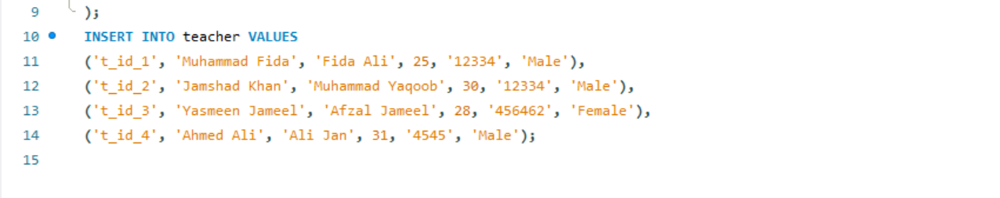 9 );
10 INSERT INTO teacher VALUES
11 ('t_id_1', 'Muhammad Fida', 'Fida Ali', 25, '12334', 'Male'),
12 ('t_id_2', 'Jamshad Khan', 'Muhammad Yaqoob', 30, '12334', 'Male'),
13 ('t_id_3', 'Yasmeen Jameel', 'Afzal Jameel', 28, '456462', 'Female'),
14 ('t_id_4', 'Ahmed Ali', 'Ali Jan', 31, '4545', 'Male');
15